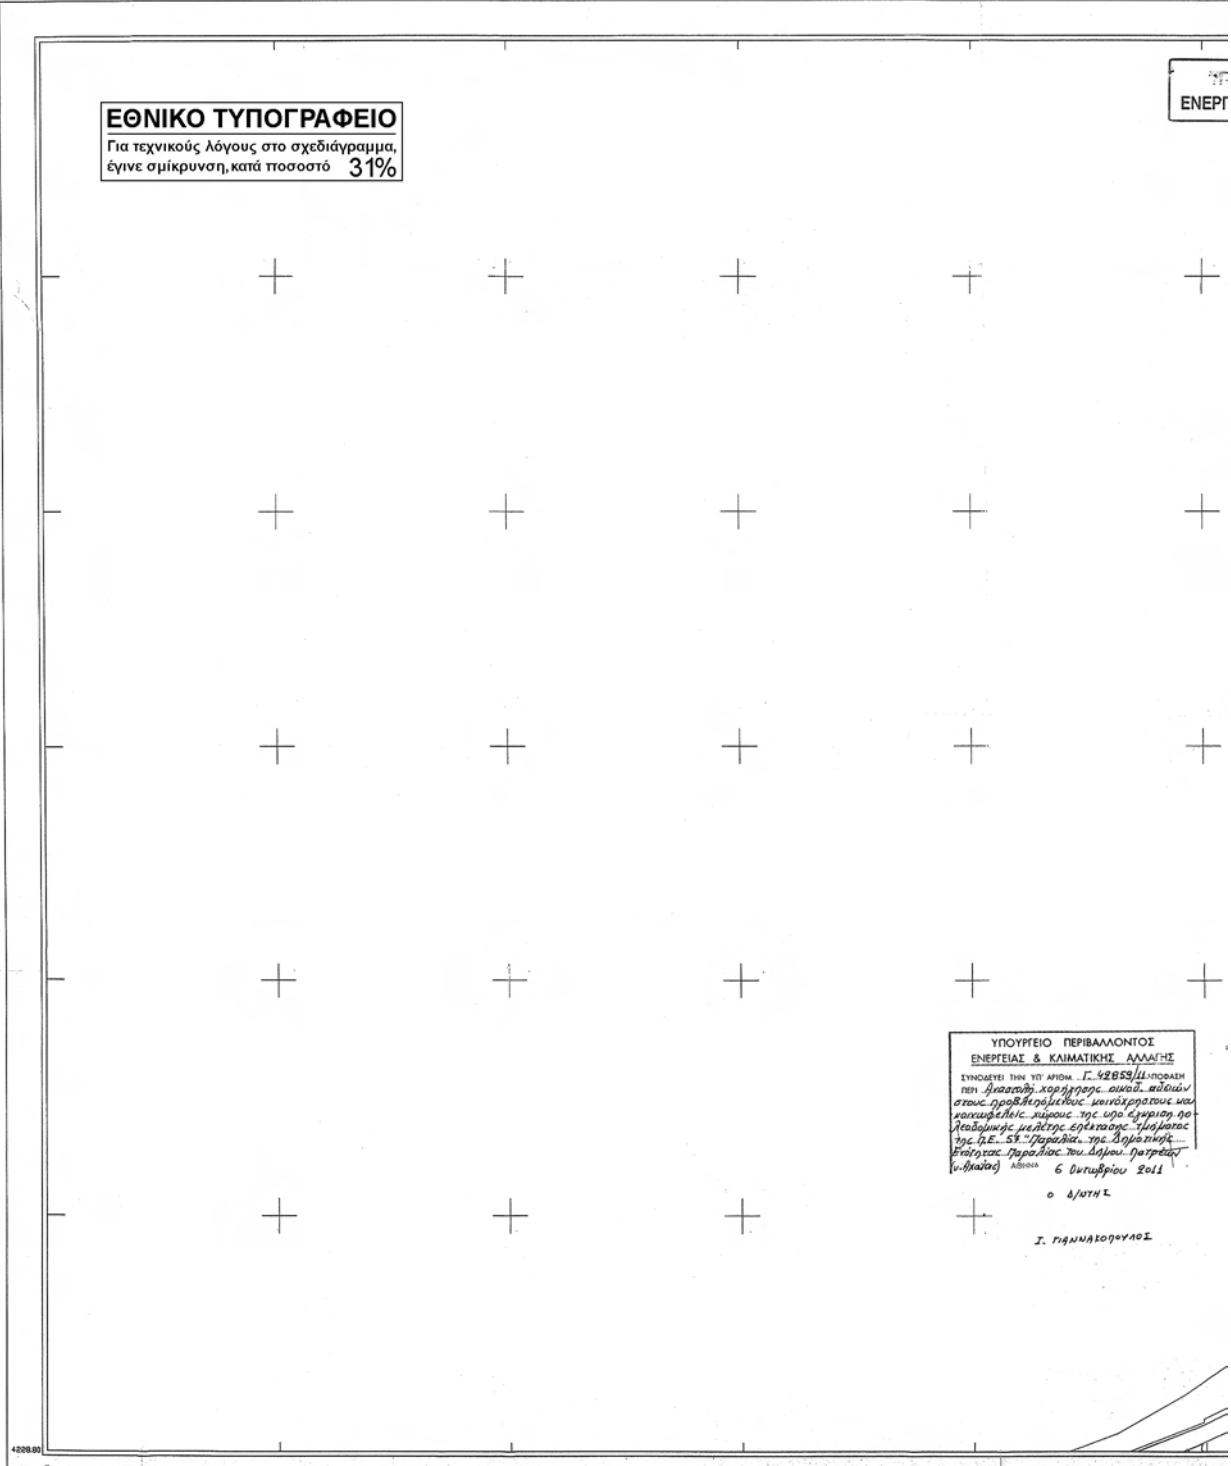 ΕΘΝΙΚΟ ΤΥΠΟΓΡΑΦΕΙΟ
Για τεχνικούς λόγους στο σχεδιάγραμμα,
έγινε σμίκρυνση, κατά ποσοστό 31%
ΕΝΕΡΓ
ΥΠΟΥΡΓΕΙΟ ΠΕΡΙΒΑΛΛΟΝΤΟΣ
ΕΝΕΡΓΕΙΑΣ & ΚΛΙΜΑΤΙΚΗΣ ΑΛΛΑΓΗΣ
ΣΥΝΟΔΕΥΕΙ ΤΗΝ ΥΠ' ΑΡΙΘΜ. Γ. 42859/11 ΑΠΟΦΑΣΗ
ΠΕΡΙ Αναστολή χορήγησης οικοδ. αδειών
στους προβλεπόμενους κοινόχρηστους και
κοινωφελείς χώρους της υπό έγκριση πο-
λεοδομικής μελέτης επέκτασης τμήματος
της Π.Ε. 57 "Παραλία" της Δημοτικής
Ενότητας Παραλίας του Δήμου Πατρέων
(ν. Αχαΐας) ΑΘΗΝΑ 6 Οκτωβρίου 2011
Ο Δ/ΝΤΗΣ
Ι. ΓΙΑΝΝΑΚΟΠΟΥΛΟΣ
4228.80